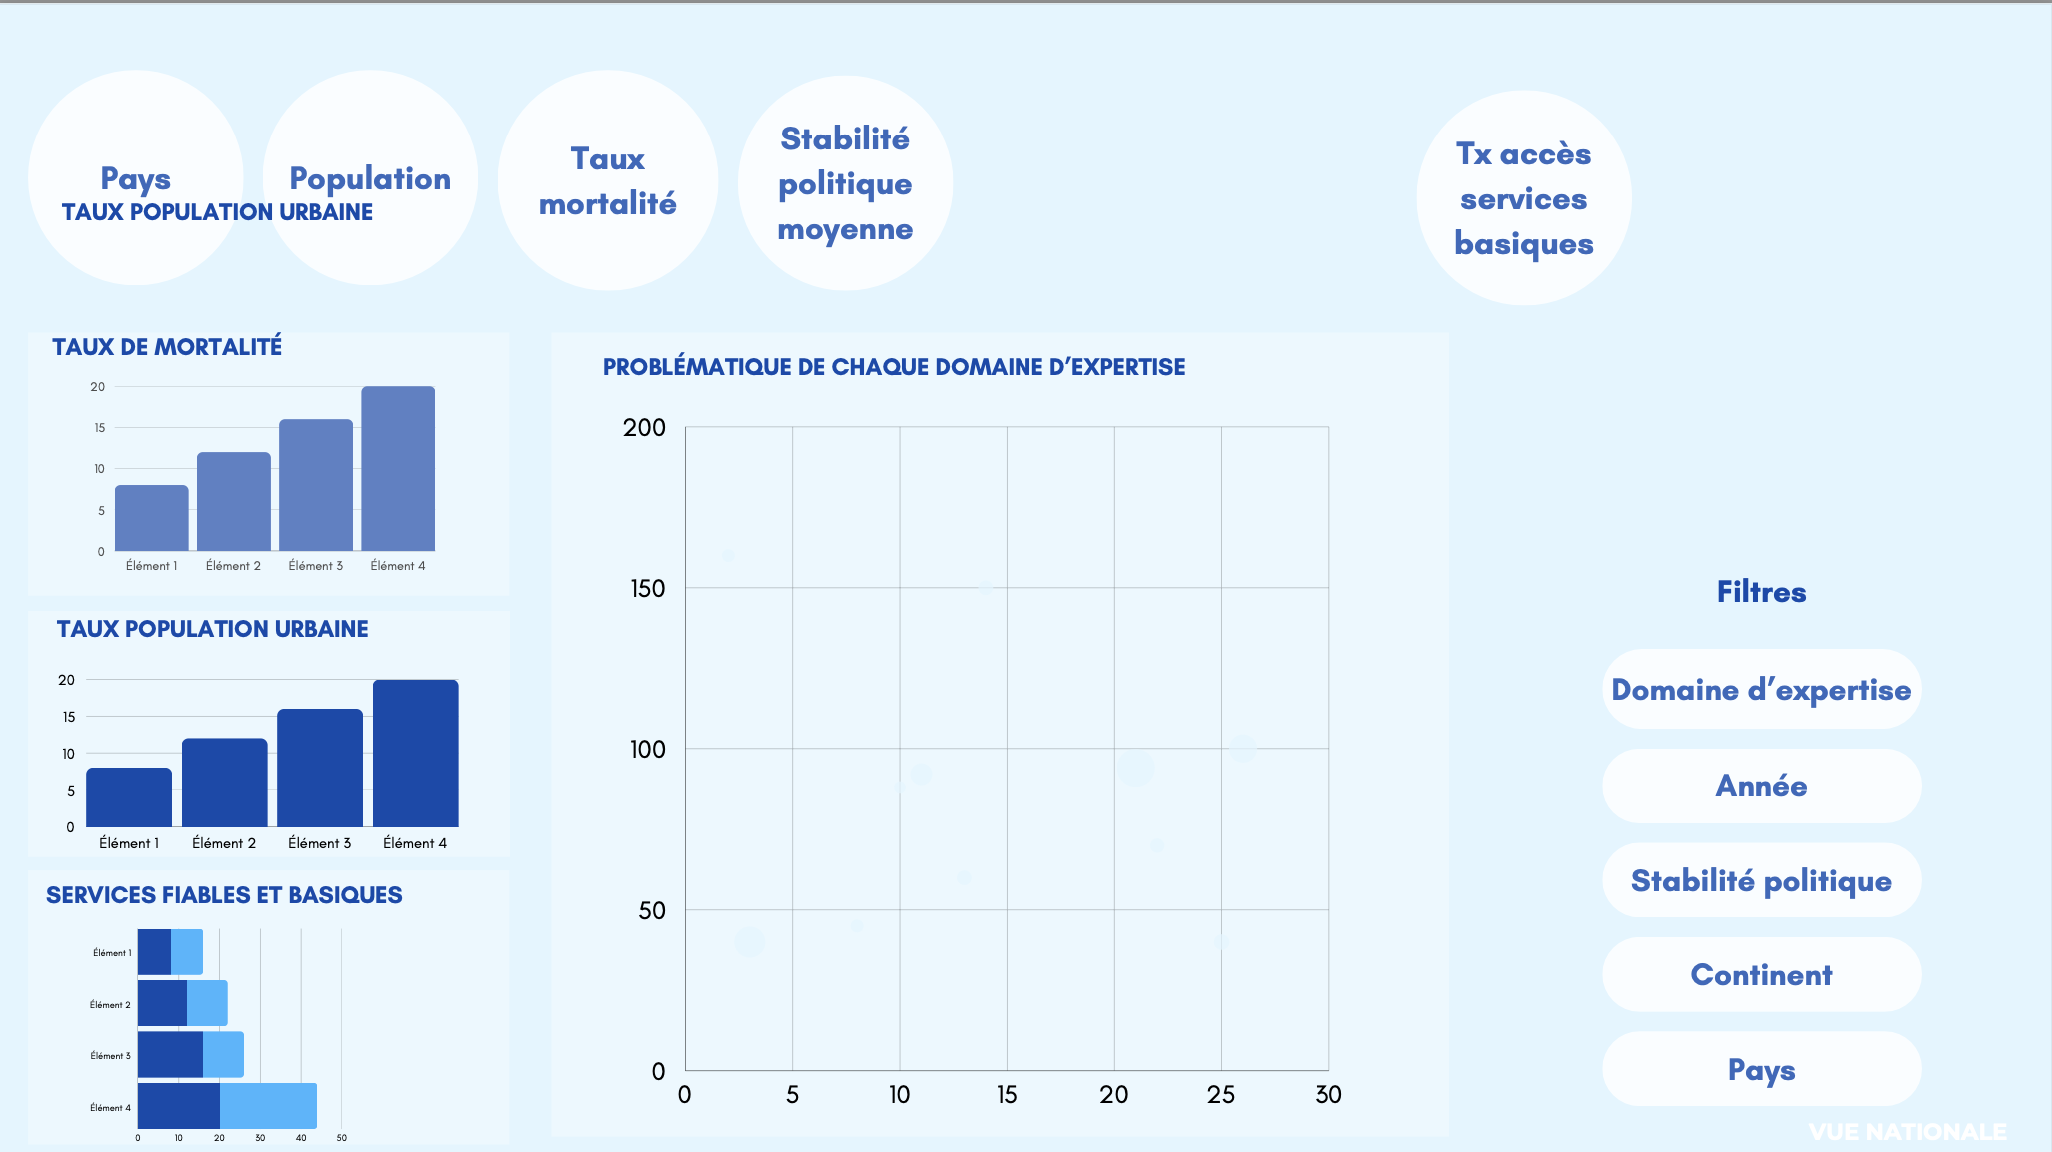 Pays
Population
Taux
mortalité
Stabilité
politique
moyenne
Tx accès
services
basiques
TAUX POPULATION URBAINE
TAUX DE MORTALITÉ
20
15
10
5
0
Élément 1 Élément 2 Élément 3 Élément 4
TAUX POPULATION URBAINE
20
15
10
5
0
Élément 1 Élément 2 Élément 3 Élément 4
SERVICES FIABLES ET BASIQUES
Élément 1
Élément 2
Élément 3
Élément 4
0 10 20 30 40 50
PROBLÉMATIQUE DE CHAQUE DOMAINE D’EXPERTISE
200
150
100
50
0
0 5 10 15 20 25 30
Filtres
Domaine d’expertise
Année
Stabilité politique
Continent
Pays
VUE NATIONALE